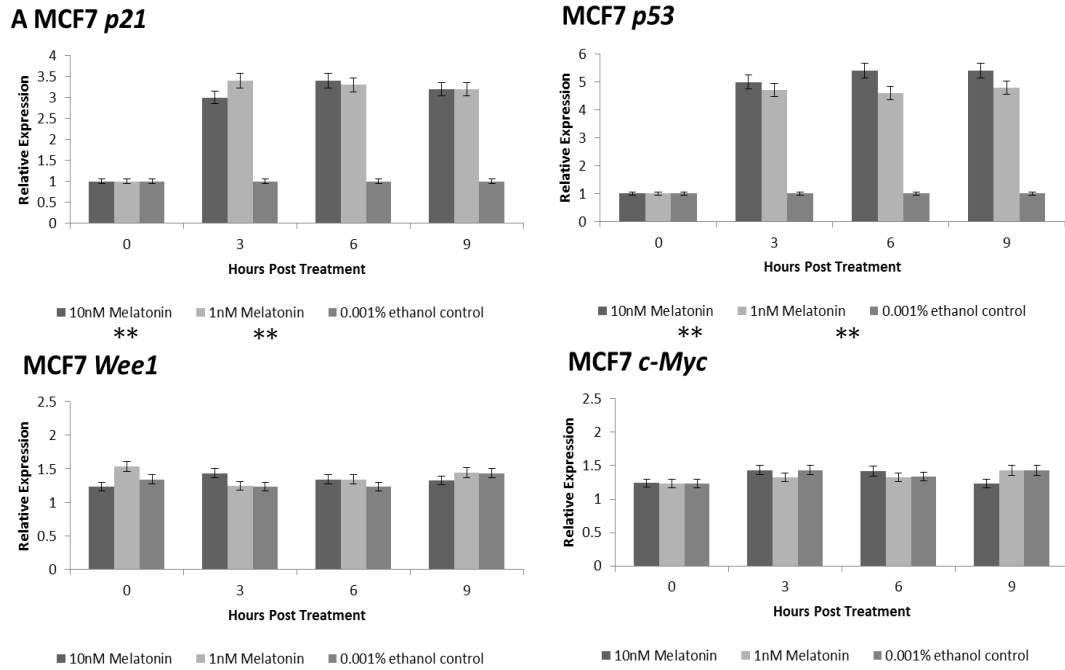 A MCF7 p21
Relative Expression
4
3.5
3
2.5
2
1.5
1
0.5
0
0 3 6 9
Hours Post Treatment
10nM Melatonin 1nM Melatonin 0.001% ethanol control
** **
MCF7 p53
Relative Expression
6
5
4
3
2
1
0
0 3 6 9
Hours Post Treatment
10nM Melatonin 1nM Melatonin 0.001% ethanol control
** **
MCF7 Wee1
Relative Expression
2.5
2
1.5
1
0.5
0
0 3 6 9
Hours Post Treatment
10nM Melatonin 1nM Melatonin 0.001% ethanol control
MCF7 c-Myc
Relative Expression
2.5
2
1.5
1
0.5
0
0 3 6 9
Hours Post Treatment
10nM Melatonin 1nM Melatonin 0.001% ethanol control